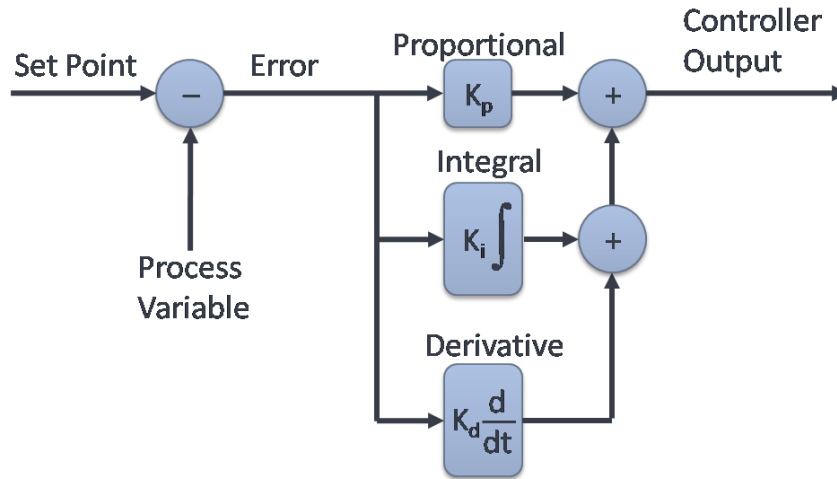 Set Point
−
Error
Process
Variable
Proportional
Kp
+
Controller
Output
Integral
Ki ∫
+
Derivative
Kd d/dt